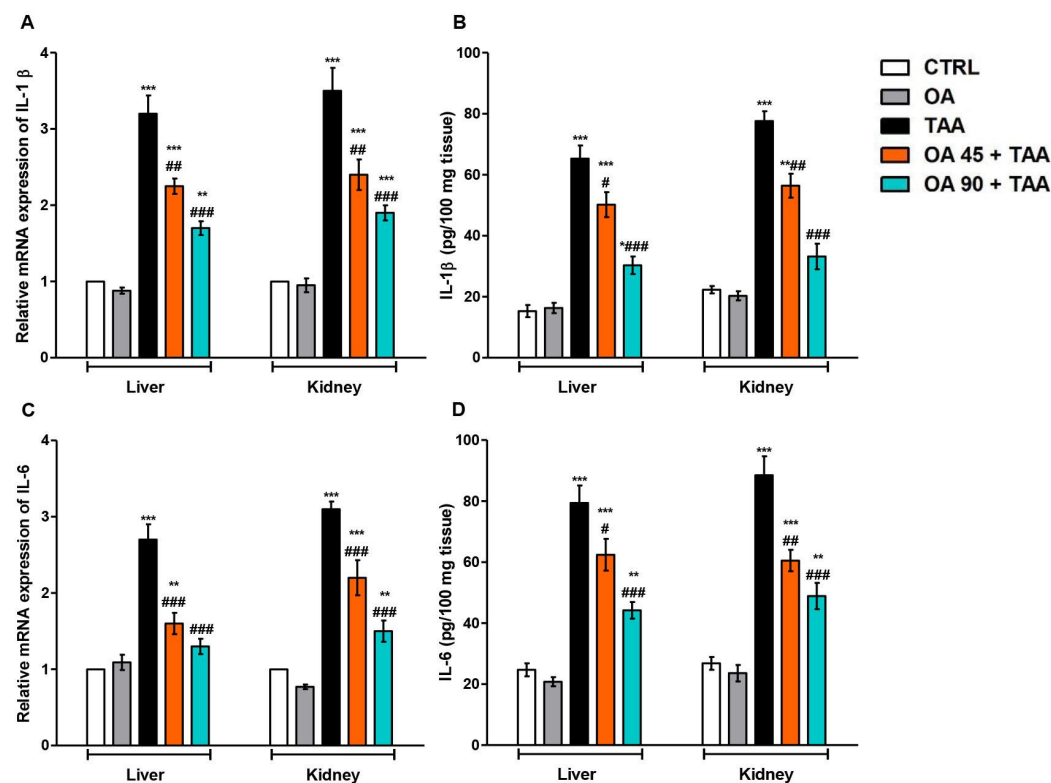 A
Relative mRNA expression of IL-1 β
4
3
2
1
0
***
***
##
**
###
***
***
##
***
###
Liver
Kidney
B
IL-1β (pg/100 mg tissue)
100
80
60
40
20
0
***
***
#
*###
***
**##
###
Liver
Kidney
CTRL
OA
TAA
OA 45 + TAA
OA 90 + TAA
C
Relative mRNA expression of IL-6
4
3
2
1
0
***
**
###
###
***
***
###
**
###
Liver
Kidney
D
IL-6 (pg/100 mg tissue)
100
80
60
40
20
0
***
***
#
**
###
***
***
##
**
###
Liver
Kidney